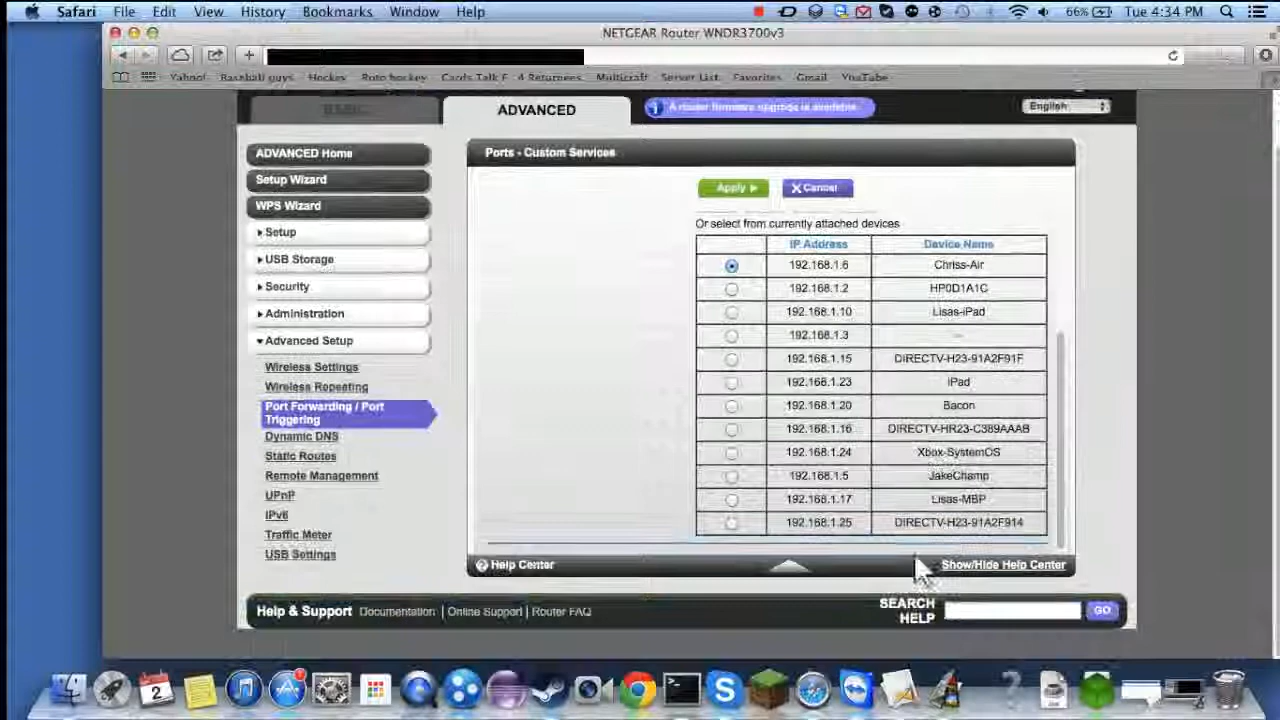 Safari File Edit View History Bookmarks Window Help 66% Tue 4:34 PM
NETGEAR Router WNDR3700v3
Yahoo! Baseball guys Hockey Roto hockey Cards Talk F 4 Returnees Multicraft Server List Favorites Gmail YouTube
BASIC ADVANCED A router firmware upgrade is available. English
ADVANCED Home
Setup Wizard
WPS Wizard
Setup
USB Storage
Security
Administration
Advanced Setup
Wireless Settings
Wireless Repeating
Port Forwarding / Port
Triggering
Dynamic DNS
Static Routes
Remote Management
UPnP
IPv6
Traffic Meter
USB Settings
Ports - Custom Services
Apply X Cancel
Or select from currently attached devices
IP Address Device Name
192.168.1.6 Chriss-Air
192.168.1.2 HP0D1A1C
192.168.1.10 Lisas-iPad
192.168.1.3 --
192.168.1.15 DIRECTV-H23-91A2F91F
192.168.1.23 iPad
192.168.1.20 Bacon
192.168.1.16 DIRECTV-HR23-C389AAAB
192.168.1.24 Xbox-SystemOS
192.168.1.5 JakeChamp
192.168.1.17 Lisas-MBP
192.168.1.25 DIRECTV-H23-91A2F914
Help Center Show/Hide Help Center
Help & Support Documentation | Online Support | Router FAQ
SEARCH
HELP GO
2
1